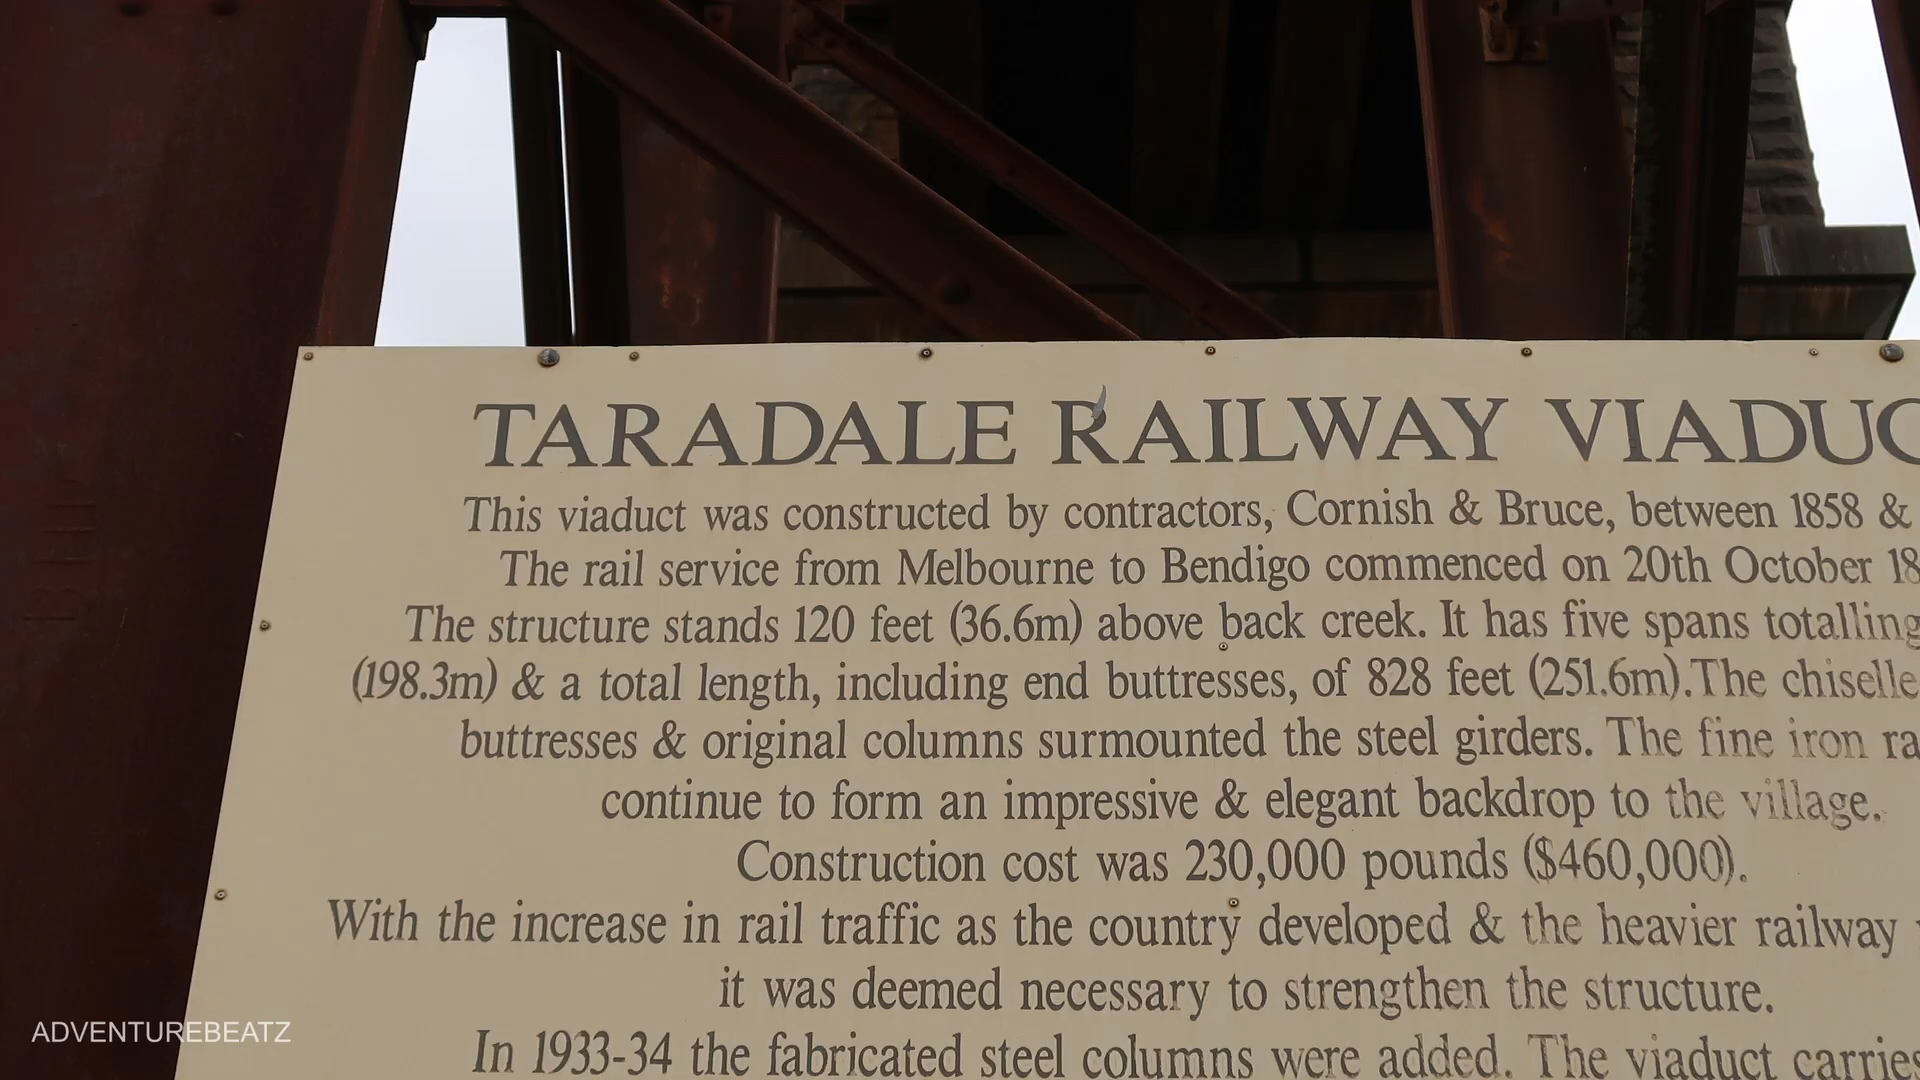 TARADALE RAILWAY VIADUC
This viaduct was constructed by contractors, Cornish & Bruce, between 1858 &
The rail service from Melbourne to Bendigo commenced on 20th October 18
The structure stands 120 feet (36.6m) above back creek. It has five spans totalling
(198.3m) & a total length, including end buttresses, of 828 feet (251.6m).The chiselle
buttresses & original columns surmounted the steel girders. The fine iron ra
continue to form an impressive & elegant backdrop to the village.
Construction cost was 230,000 pounds ($460,000).
With the increase in rail traffic as the country developed & the heavier railway
it was deemed necessary to strengthen the structure.
In 1933-34 the fabricated steel columns were added. The viaduct carries
ADVENTUREBEATZ